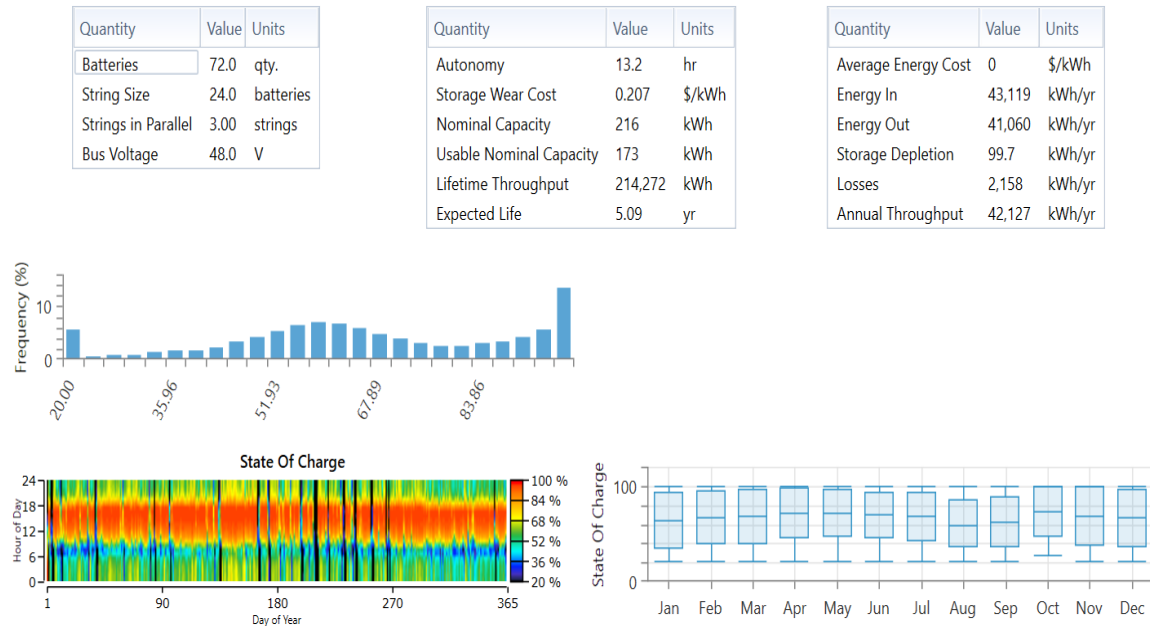 Quantity Value Units
Batteries 72.0 qty.
String Size 24.0 batteries
Strings in Parallel 3.00 strings
Bus Voltage 48.0 V
Quantity Value Units
Autonomy 13.2 hr
Storage Wear Cost 0.207 $/kWh
Nominal Capacity 216 kWh
Usable Nominal Capacity 173 kWh
Lifetime Throughput 214,272 kWh
Expected Life 5.09 yr
Quantity Value Units
Average Energy Cost 0 $/kWh
Energy In 43,119 kWh/yr
Energy Out 41,060 kWh/yr
Storage Depletion 99.7 kWh/yr
Losses 2,158 kWh/yr
Annual Throughput 42,127 kWh/yr
Frequency (%)
10
0
20.00 35.96 51.93 67.89 83.86
State Of Charge
Hour of Day
24
18
12
6
0
1 90 180 270 365
Day of Year
100 %
84 %
68 %
52 %
36 %
20 %
State Of Charge
100
0
Jan Feb Mar Apr May Jun Jul Aug Sep Oct Nov Dec